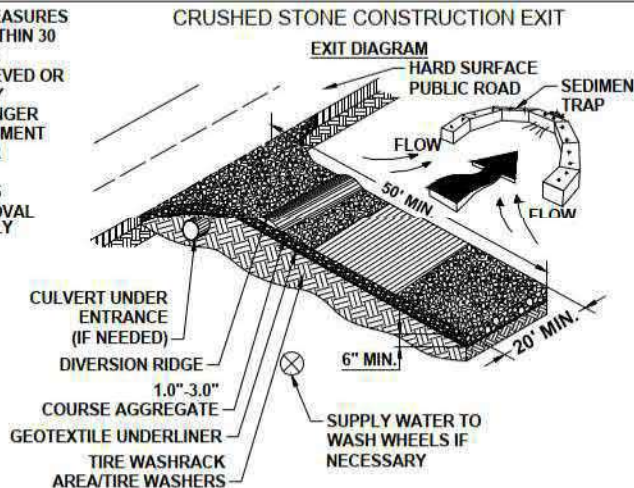 CRUSHED STONE CONSTRUCTION EXIT
EASURES
THIN 30
EVED OR
NGER
MENT
OVAL
LY
EXIT DIAGRAM
HARD SURFACE
PUBLIC ROAD
SEDIMEN
TRAP
FLOW
50' MIN.
FLOW
CULVERT UNDER
ENTRANCE
(IF NEEDED)
DIVERSION RIDGE
6" MIN.
20' MIN.
1.0"-3.0"
COURSE AGGREGATE
GEOTEXTILE UNDERLINER
TIRE WASHRACK
AREA/TIRE WASHERS
SUPPLY WATER TO
WASH WHEELS IF
NECESSARY